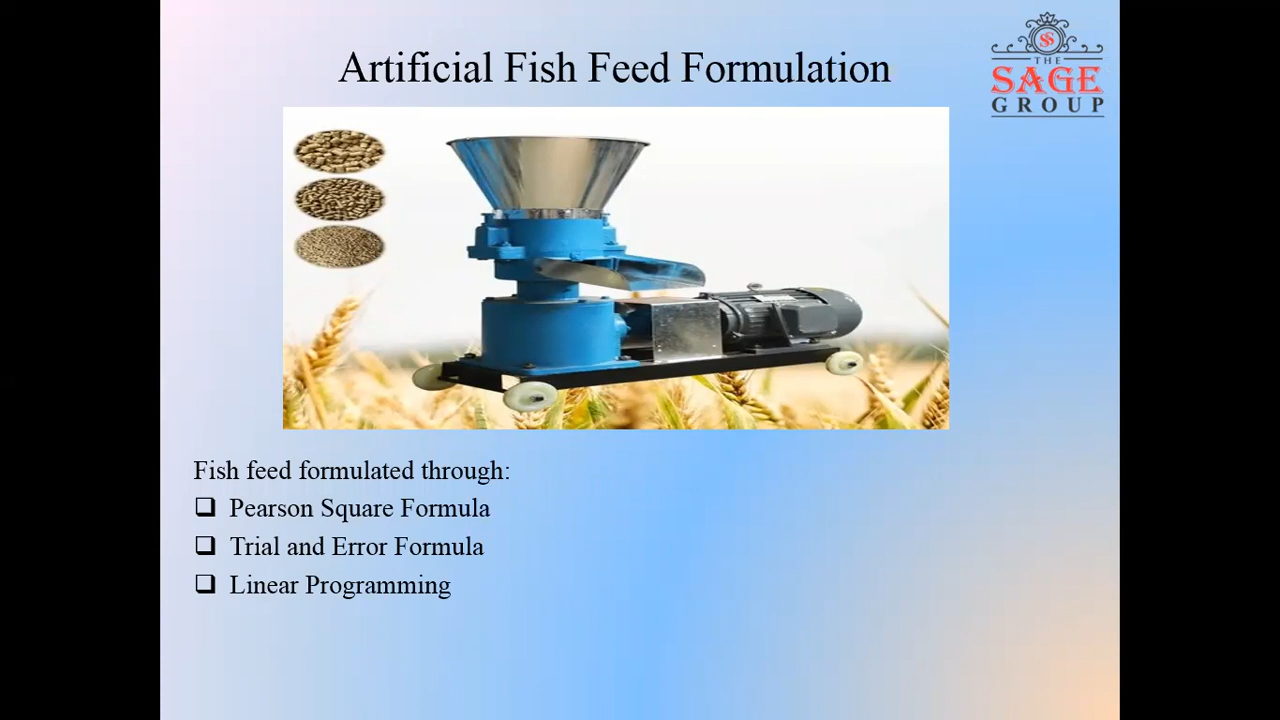 Artificial Fish Feed Formulation
THE
SAGE
GROUP
Fish feed formulated through:
Pearson Square Formula
Trial and Error Formula
Linear Programming